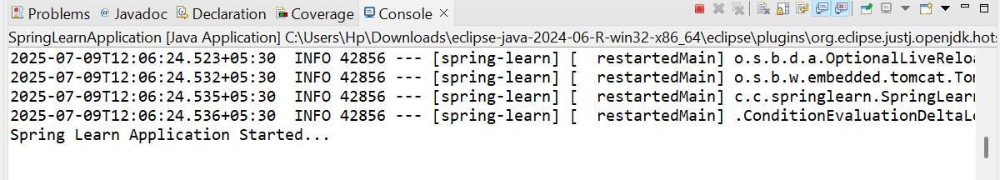 Problems Javadoc Declaration Coverage Console
SpringLearnApplication [Java Application] C:\Users\Hp\Downloads\eclipse-java-2024-06-R-win32-x86_64\eclipse\plugins\org.eclipse.justj.openjdk.hots
2025-07-09T12:06:24.523+05:30  INFO 42856 --- [spring-learn] [  restartedMain] o.s.b.d.a.OptionalLiveReloa
2025-07-09T12:06:24.532+05:30  INFO 42856 --- [spring-learn] [  restartedMain] o.s.b.w.embedded.tomcat.Tom
2025-07-09T12:06:24.535+05:30  INFO 42856 --- [spring-learn] [  restartedMain] c.c.springlearn.SpringLearn
2025-07-09T12:06:24.536+05:30  INFO 42856 --- [spring-learn] [  restartedMain] .ConditionEvaluationDeltaLo
Spring Learn Application Started...